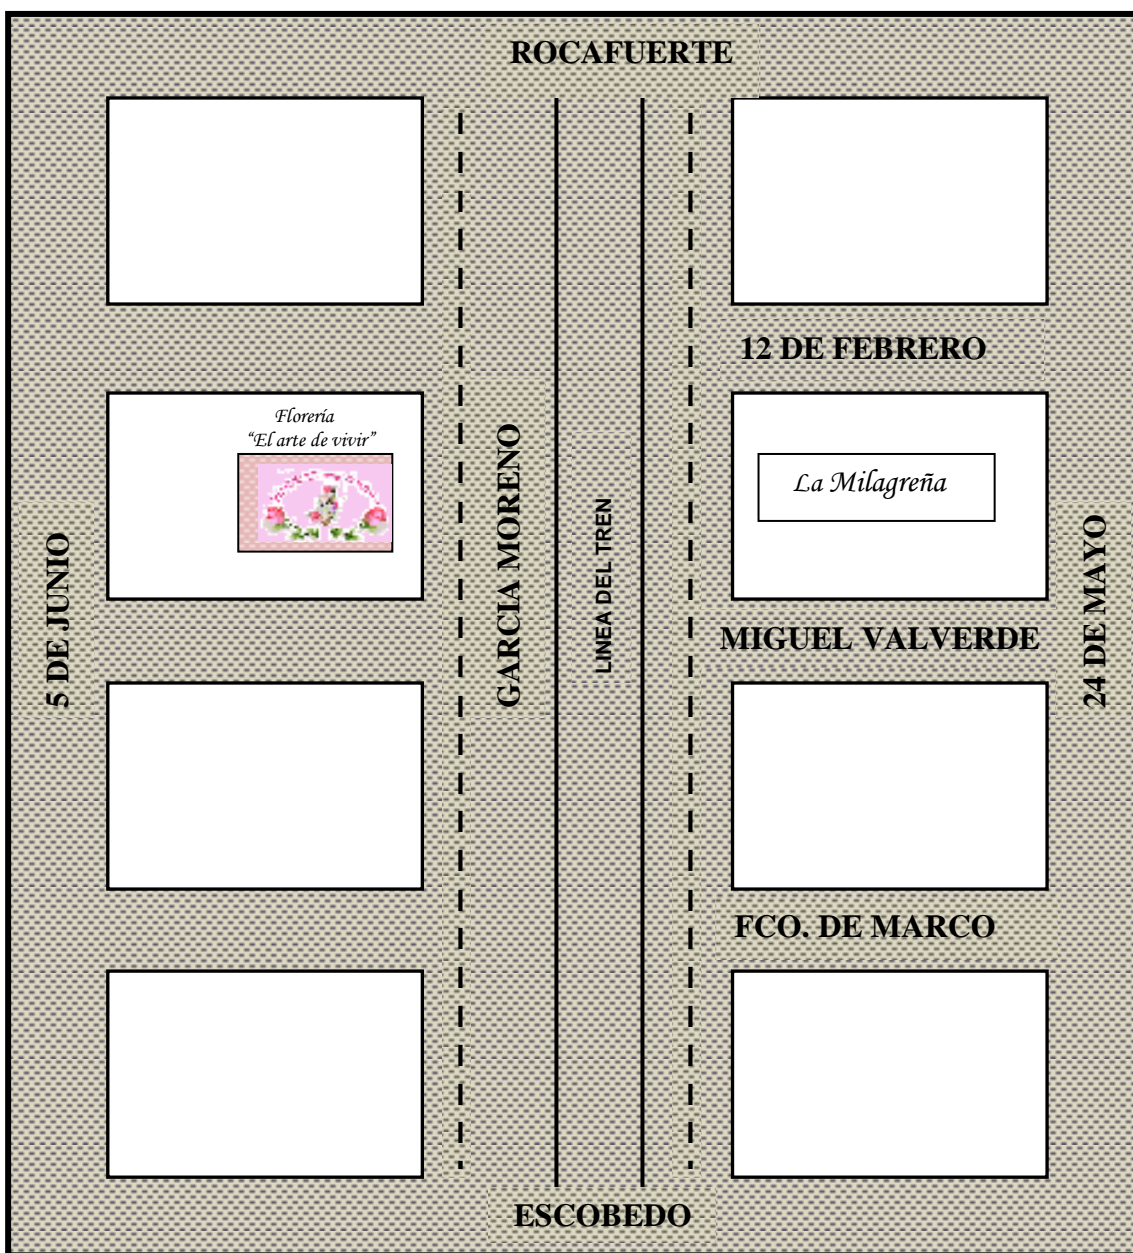 ROCAFUERTE
12 DE FEBRERO
Florería
“El arte de vivir”
La Milagreña
5 DE JUNIO
GARCIA MORENO
LINEA DEL TREN
24 DE MAYO
MIGUEL VALVERDE
FCO. DE MARCO
ESCOBEDO